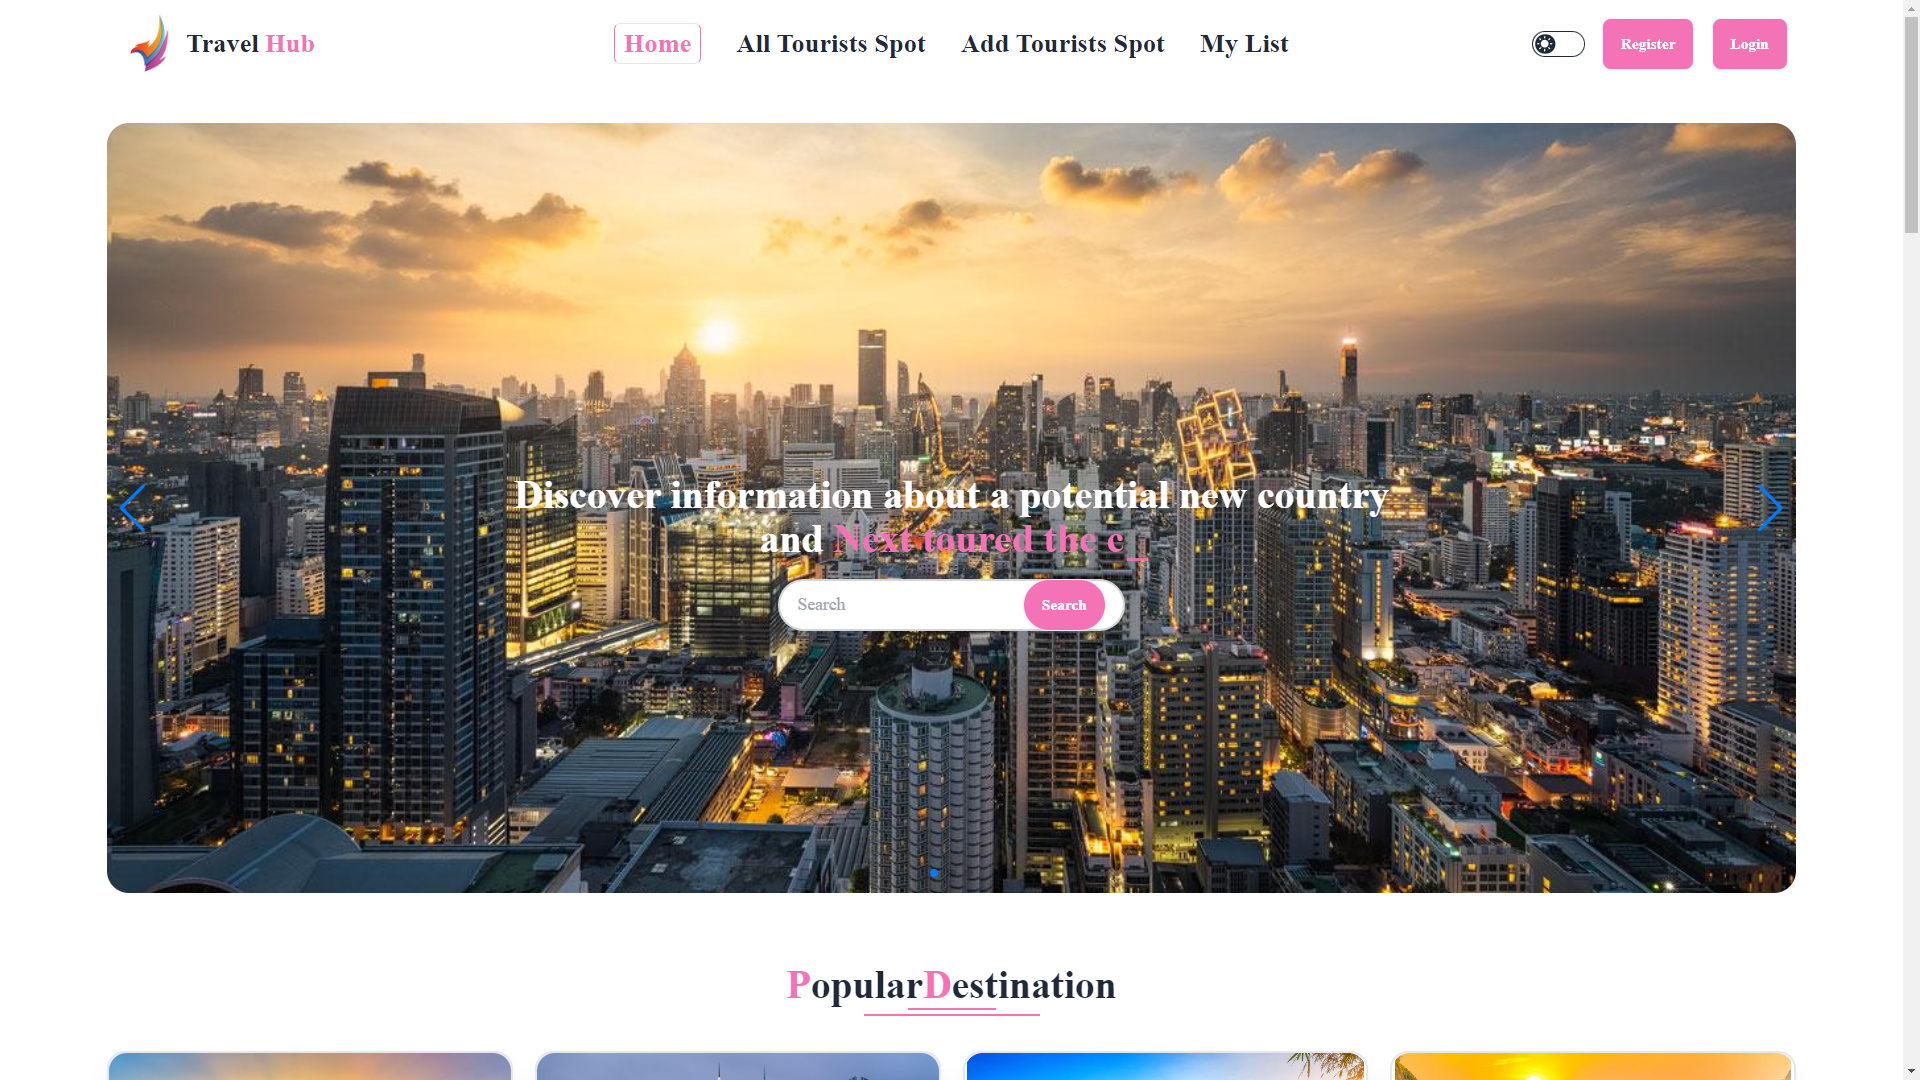 Travel Hub
Home
All Tourists Spot
Add Tourists Spot
My List
Register
Login
Discover information about a potential new country
and Next toured the c_
Search
Search
PopularDestination